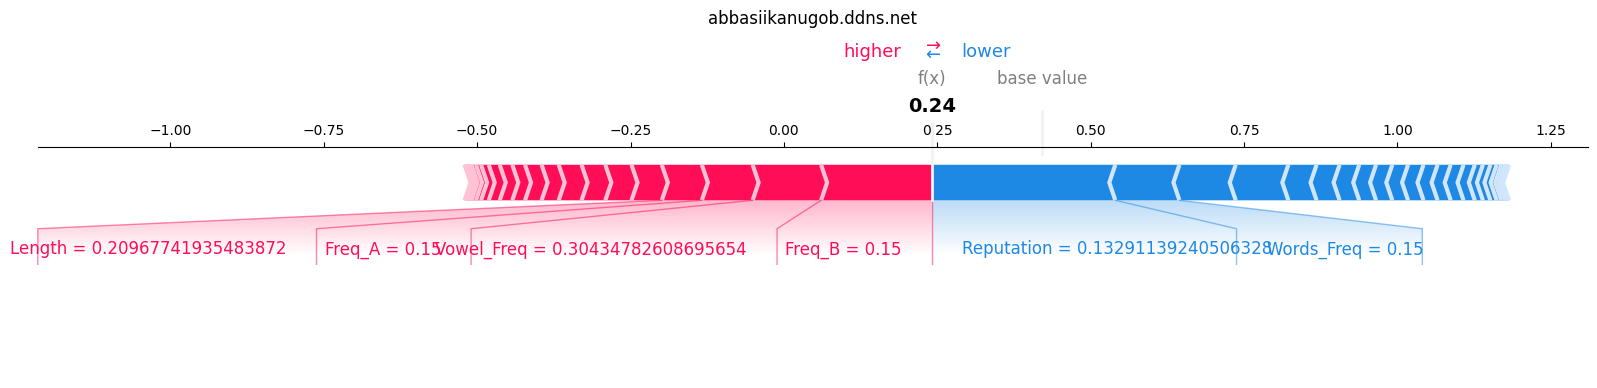 abbasiikanugob.ddns.net
higher ⇄ lower
f(x) base value
0.24
−1.00 −0.75 −0.50 −0.25 0.00 0.25 0.50 0.75 1.00 1.25
Length = 0.20967741935483872 Freq_A = 0.15 Vowel_Freq = 0.30434782608695654 Freq_B = 0.15 Reputation = 0.13291139240506328 Words_Freq = 0.15